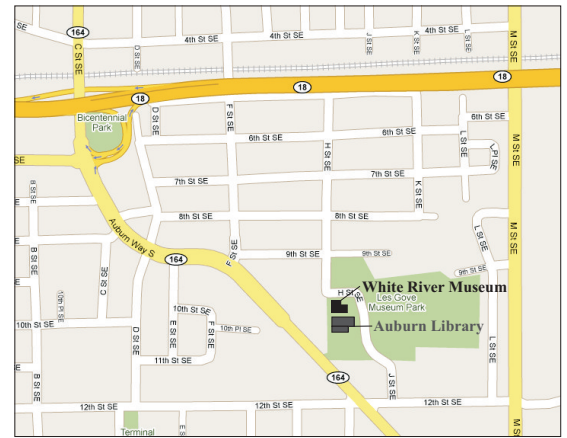 SE
164
C St SE
D St SE
4th St SE
4th St SE
4th St SE
J St SE
K St SE
L St SE
M St SE
18
18
18
Bicentennial
Park
D St SE
F St SE
6th St SE
6th St SE
6th St SE
H St SE
K St SE
L St SE
L Pl SE
M St SE
SE
B St SE
7th St SE
7th St SE
E
8th St SE
8th St SE
Auburn Way S
164
F St SE
9th St SE
9th St SE
9th St SE
L St SE
M St SE
E
B St SE
C St SE
10th Pl SE
H St SE
White River Museum
Les Gove
Museum Park
Auburn Library
10th St SE
10th St SE
10th Pl SE
D St SE
E St SE
11th St SE
L St SE
E
B St SE
164
J St SE
12th St SE
12th St SE
12th St SE
Terminal
M St SE